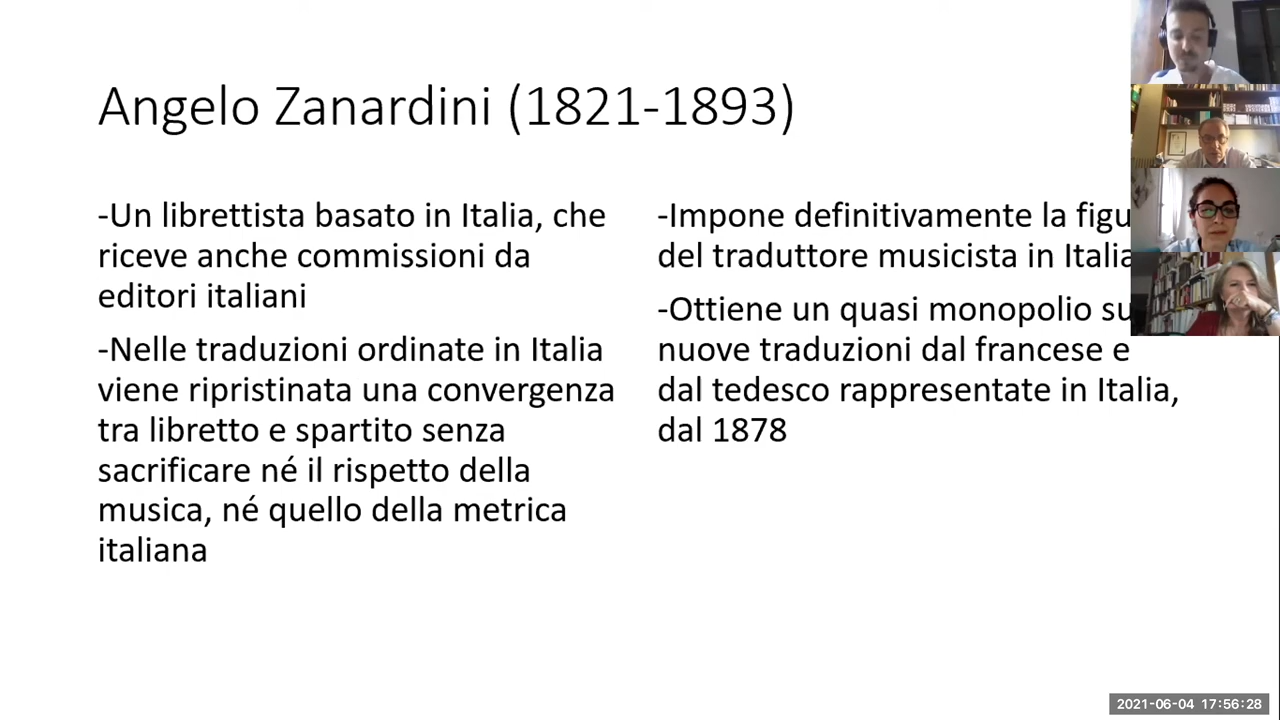 Angelo Zanardini (1821-1893)
-Un librettista basato in Italia, che
riceve anche commissioni da
editori italiani
-Nelle traduzioni ordinate in Italia
viene ripristinata una convergenza
tra libretto e spartito senza
sacrificare né il rispetto della
musica, né quello della metrica
italiana
-Impone definitivamente la
del traduttore musicista in Italia
-Ottiene un quasi monopolio
nuove traduzioni dal francese e
dal tedesco rappresentate in Italia,
dal 1878
2021-06-04 17:56:28